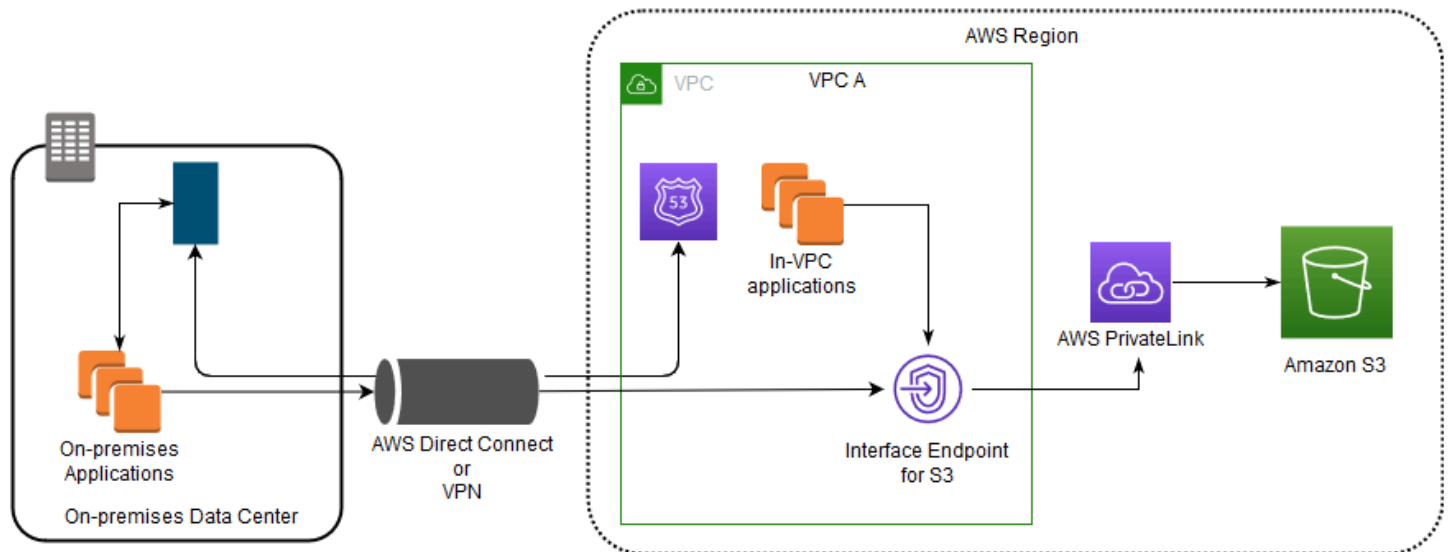 AWS Region
VPC
VPC A
53
In-VPC
applications
AWS PrivateLink
Amazon S3
On-premises
Applications
AWS Direct Connect
or
VPN
Interface Endpoint
for S3
On-premises Data Center